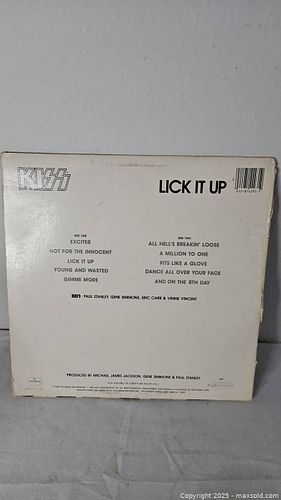 KISS
LICK IT UP
SIDE ONE
EXCITER
NOT FOR THE INNOCENT
LICK IT UP
YOUNG AND WASTED
GIMME MORE
SIDE TWO
ALL HELL'S BREAKIN' LOOSE
A MILLION TO ONE
FITS LIKE A GLOVE
DANCE ALL OVER YOUR FACE
AND ON THE 8TH DAY
KISS: PAUL STANLEY, GENE SIMMONS, ERIC CARR & VINNIE VINCENT
PRODUCED BY MICHAEL JAMES JACKSON, GENE SIMMONS & PAUL STANLEY
Copyright © 2025 - maxsold.com